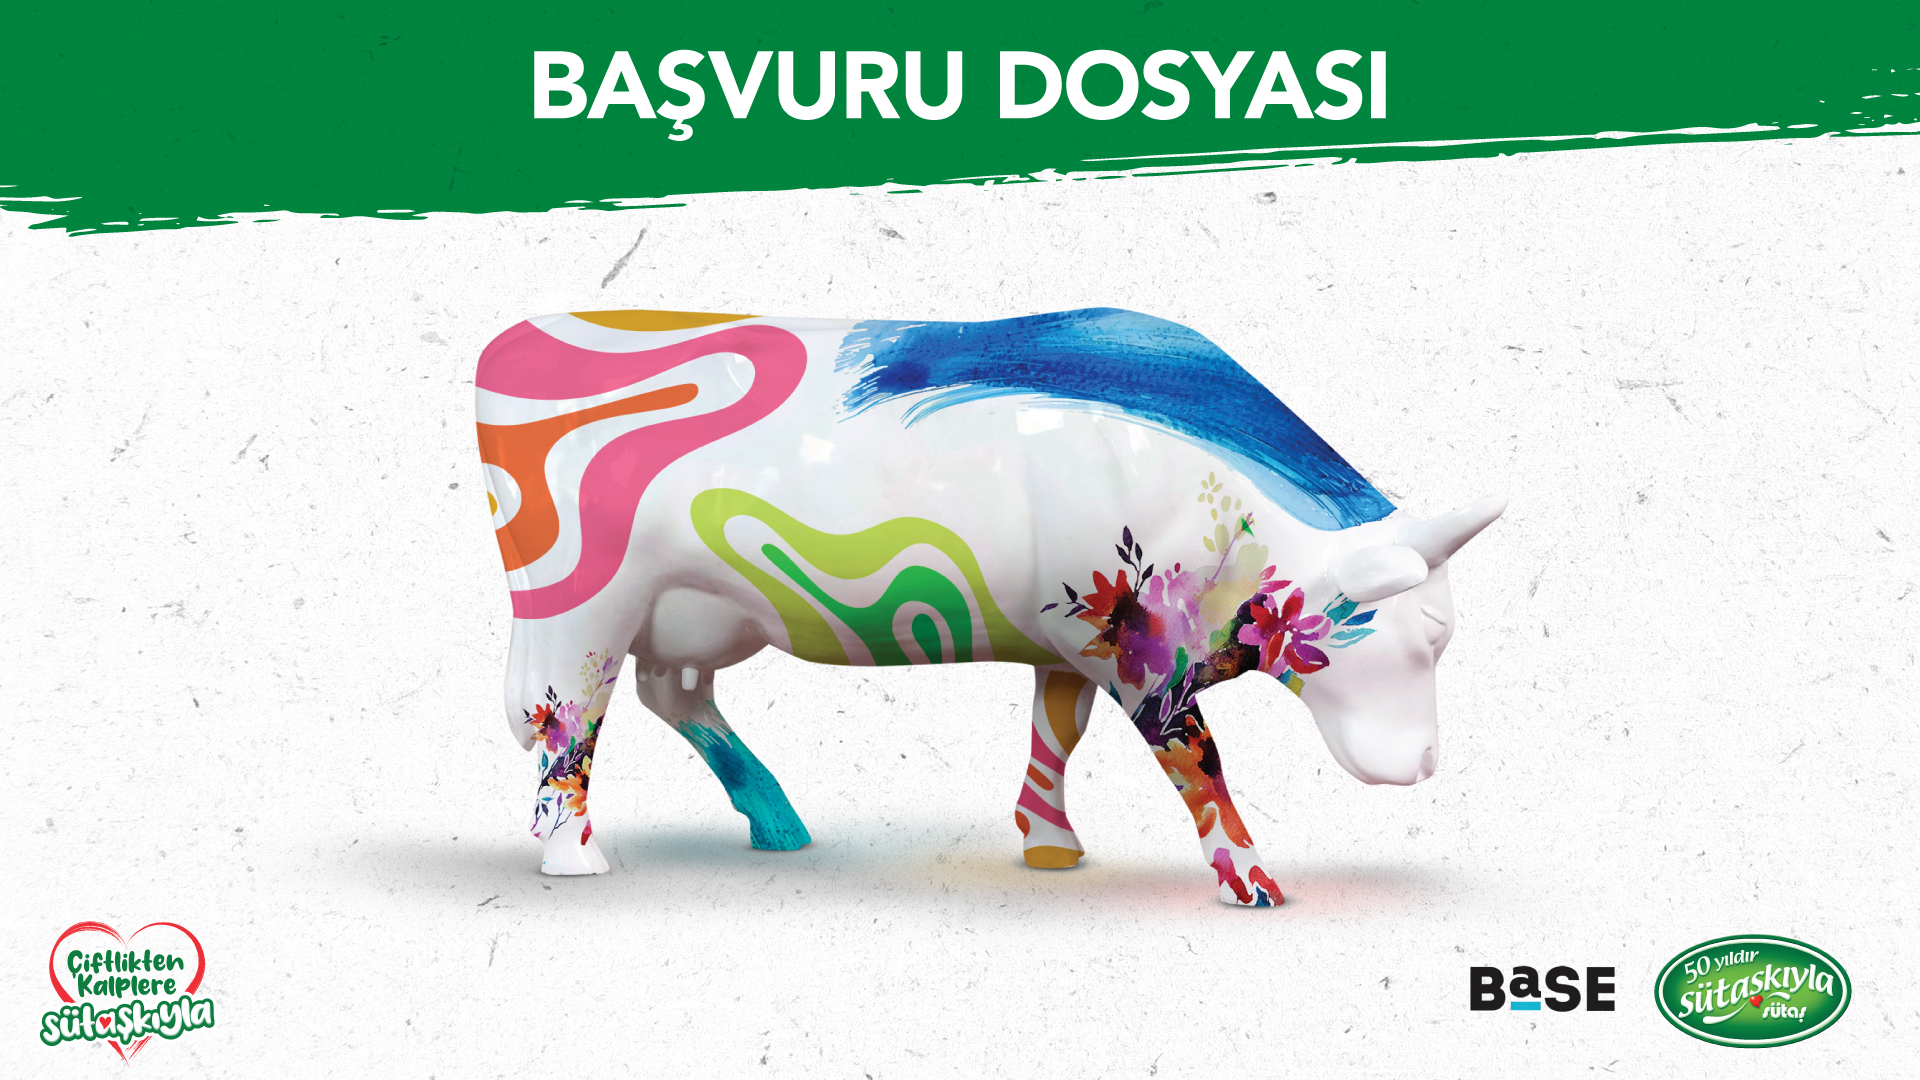 BAŞVURU DOSYASI
Çiftlikten
Kalplere
sütaşkıyla
BaSE
50 yıldır
sütaşkıyla
sütaş